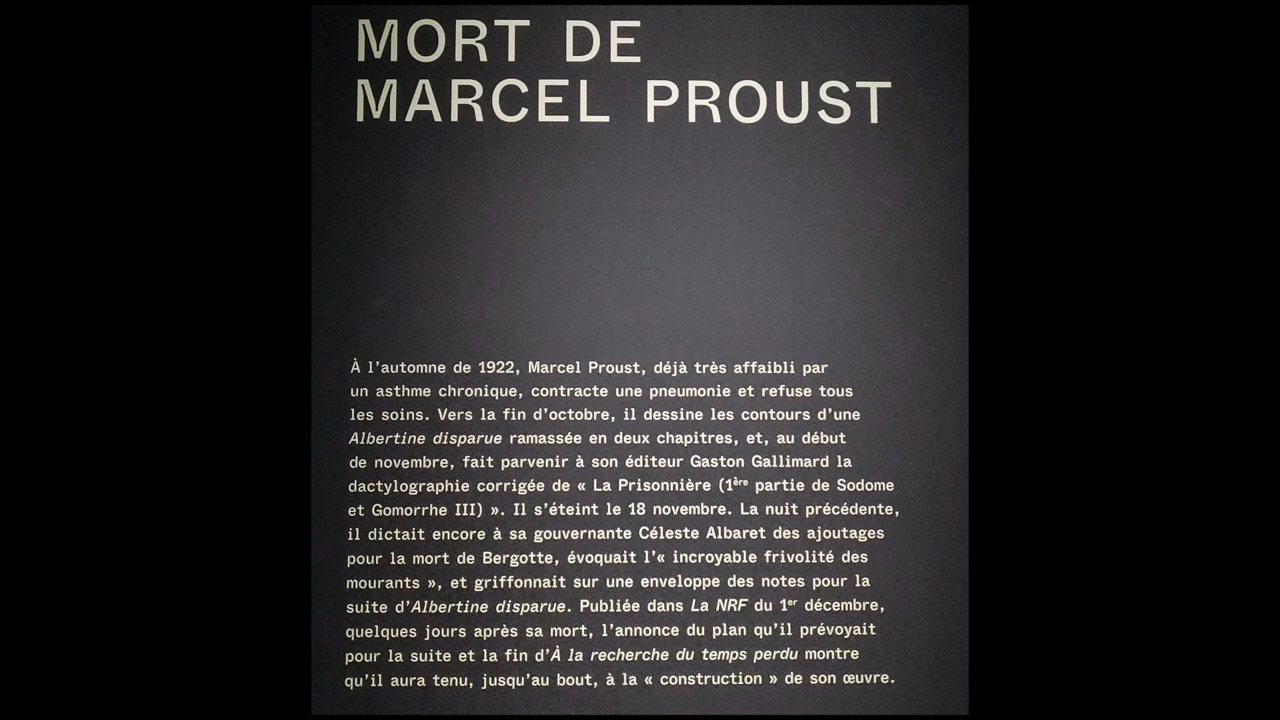 MORT DE
MARCEL PROUST
À l’automne de 1922, Marcel Proust, déjà très affaibli par
un asthme chronique, contracte une pneumonie et refuse tous
les soins. Vers la fin d’octobre, il dessine les contours d’une
Albertine disparue ramassée en deux chapitres, et, au début
de novembre, fait parvenir à son éditeur Gaston Gallimard la
dactylographie corrigée de « La Prisonnière (1ère partie de Sodome
et Gomorrhe III) ». Il s’éteint le 18 novembre. La nuit précédente,
il dictait encore à sa gouvernante Céleste Albaret des ajoutages
pour la mort de Bergotte, évoquait l’« incroyable frivolité des
mourants », et griffonnait sur une enveloppe des notes pour la
suite d’Albertine disparue. Publiée dans La NRF du 1er décembre,
quelques jours après sa mort, l’annonce du plan qu’il prévoyait
pour la suite et la fin d’À la recherche du temps perdu montre
qu’il aura tenu, jusqu’au bout, à la « construction » de son œuvre.